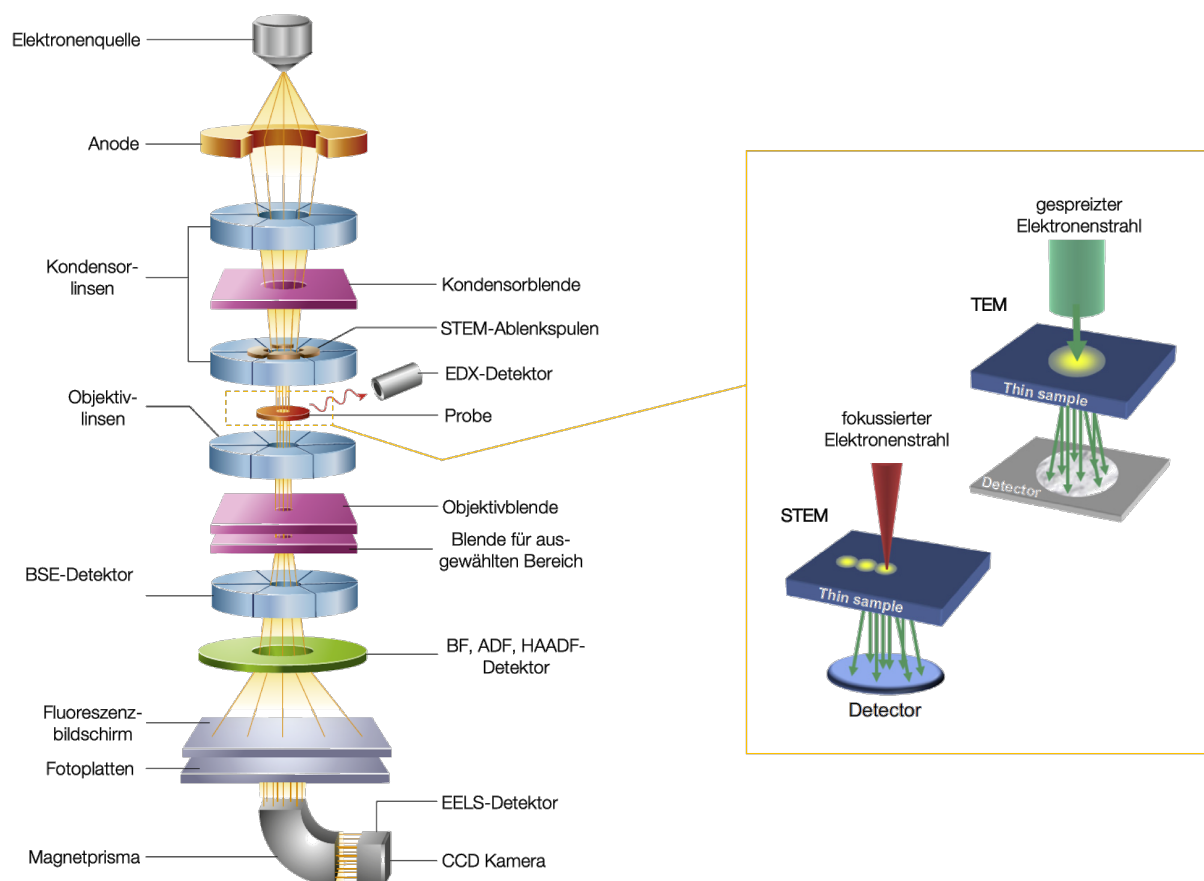 Elektronenquelle
Anode
Kondensor-
linsen
Kondensorblende
STEM-Ablenkspulen
EDX-Detektor
Objektiv-
linsen
Probe
Objektivblende
Blende für aus-
gewählten Bereich
BSE-Detektor
BF, ADF, HAADF-
Detektor
Fluoreszenz-
bildschirm
Fotoplatten
EELS-Detektor
Magnetprisma
CCD Kamera
gespreizter
Elektronenstrahl
TEM
Thin sample
Detector
fokussierter
Elektronenstrahl
STEM
Thin sample
Detector